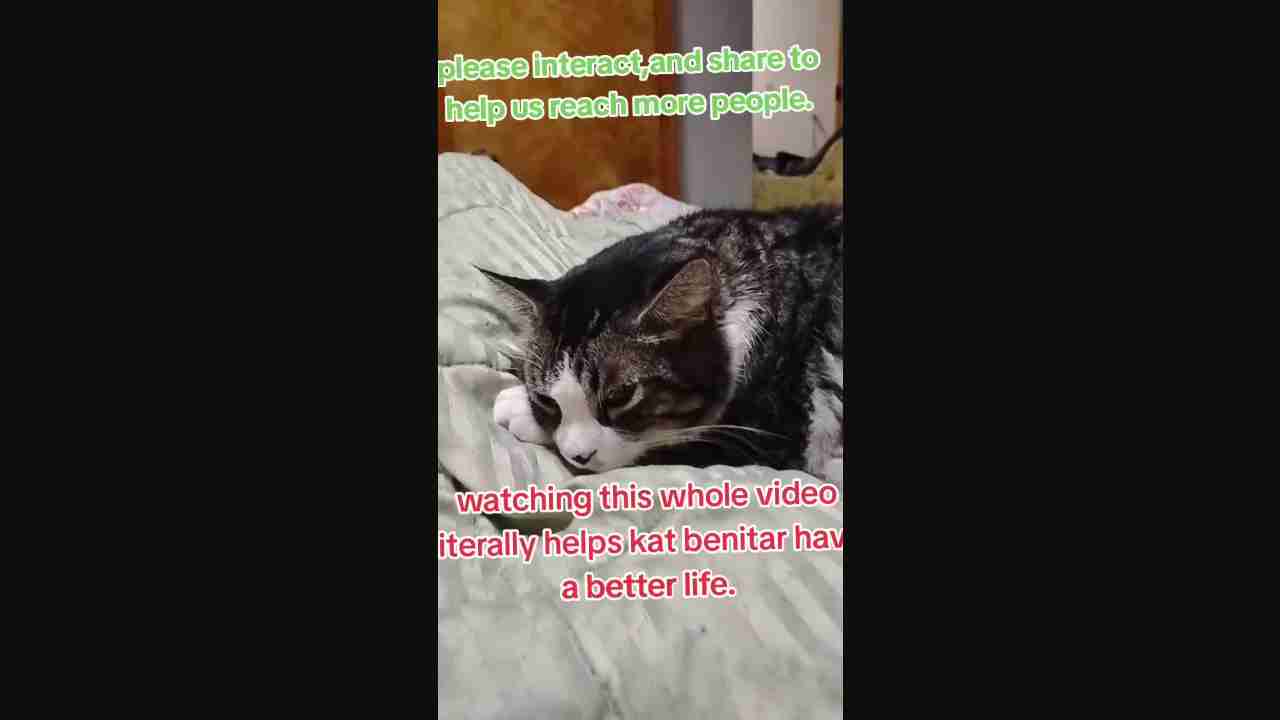 please interact,and share to
help us reach more people.
watching this whole video
iterally helps kat benitar hav
a better life.